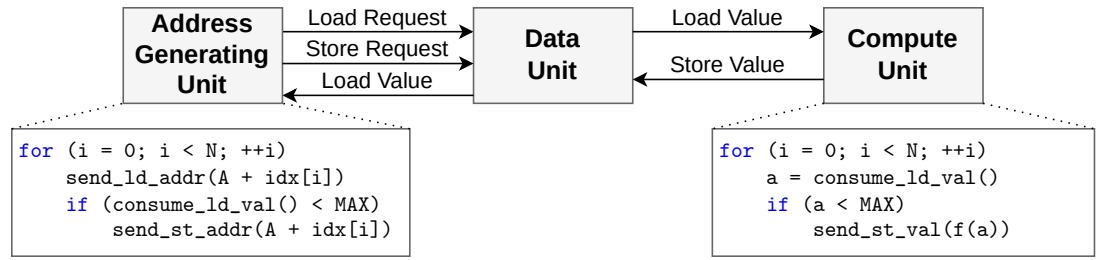 Address
Generating
Unit
Load Request
Store Request
Load Value
Data
Unit
Load Value
Store Value
Compute
Unit
for (i = 0; i < N; ++i)
    send_ld_addr(A + idx[i])
    if (consume_ld_val() < MAX)
        send_st_addr(A + idx[i])
for (i = 0; i < N; ++i)
    a = consume_ld_val()
    if (a < MAX)
        send_st_val(f(a))